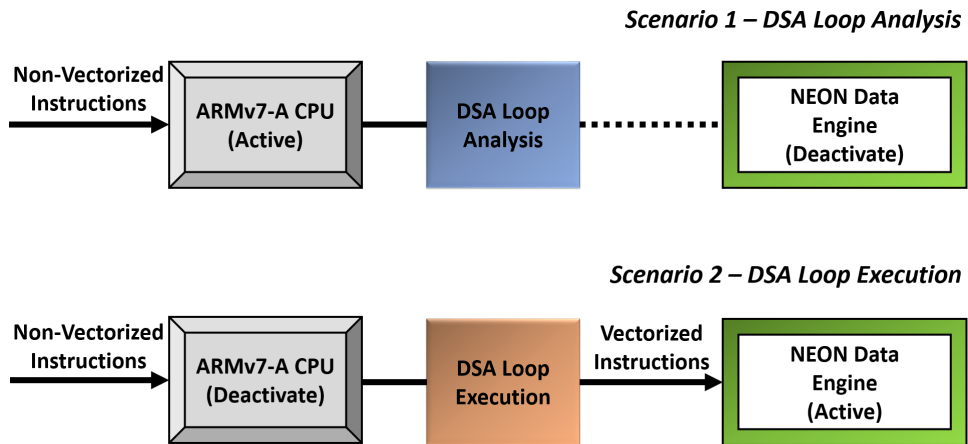 Scenario 1 – DSA Loop Analysis
Non-Vectorized
Instructions
ARMv7-A CPU
(Active)
DSA Loop
Analysis
NEON Data
Engine
(Deactivate)
Scenario 2 – DSA Loop Execution
Non-Vectorized
Instructions
ARMv7-A CPU
(Deactivate)
DSA Loop
Execution
Vectorized
Instructions
NEON Data
Engine
(Active)